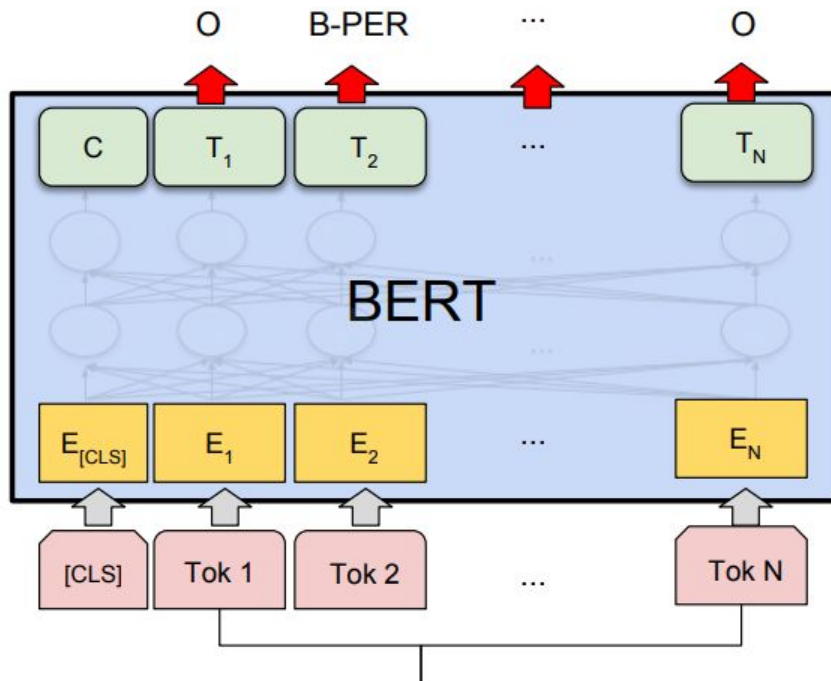 O B-PER ... O
C T1 T2 ... TN
...
BERT
...
E[CLS] E1 E2 ... EN
[CLS] Tok 1 Tok 2 ... Tok N